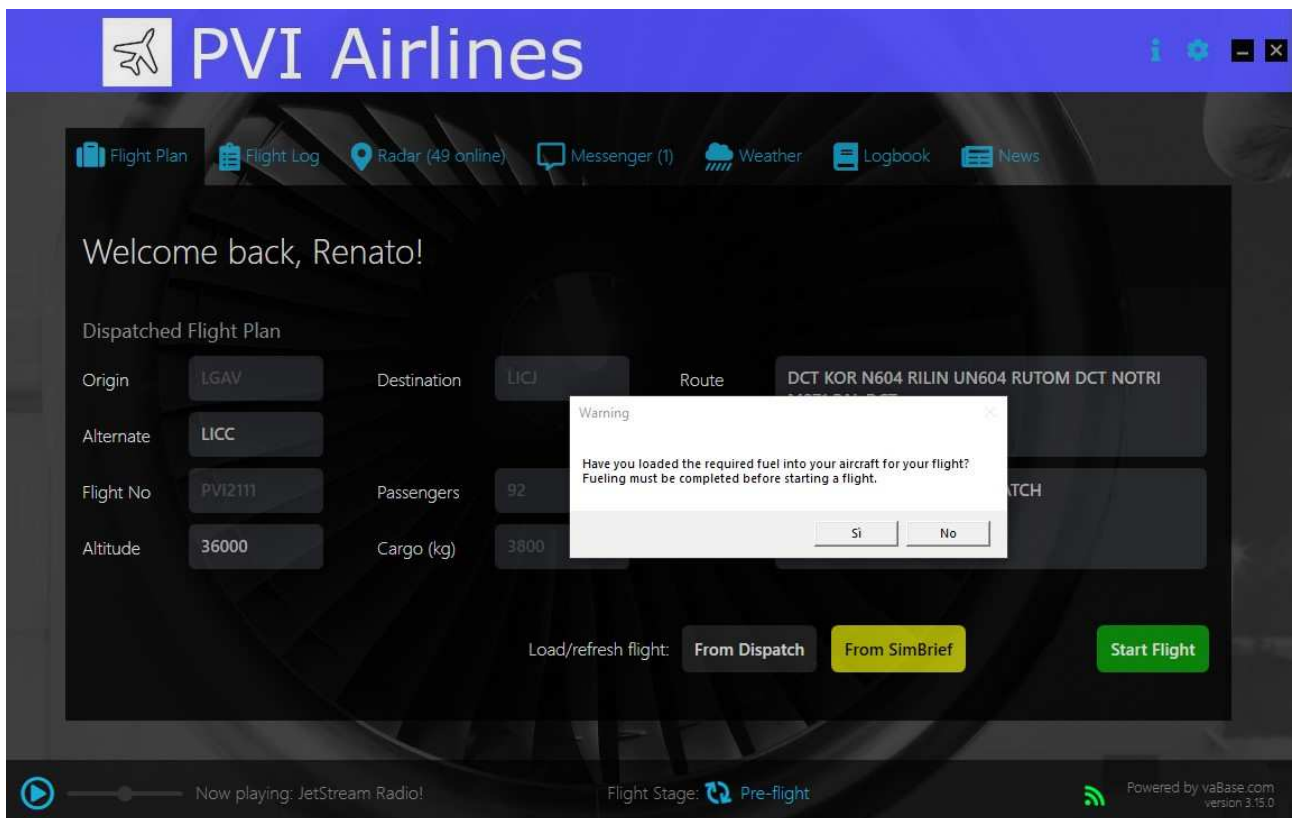 PVI Airlines
Flight Plan
Flight Log
Radar (49 online)
Messenger (1)
Weather
Logbook
News
Welcome back, Renato!
Dispatched Flight Plan
Origin
LGAV
Destination
LICJ
Route
DCT KOR N604 RILIN UN604 RUTOM DCT NOTRI
Alternate
LICC
Warning
Have you loaded the required fuel into your aircraft for your flight?
Fueling must be completed before starting a flight.
Sì
No
Flight No
PVI2111
Passengers
92
Altitude
36000
Cargo (kg)
3800
Load/refresh flight:
From Dispatch
From SimBrief
Start Flight
Now playing: JetStream Radio!
Flight Stage:
Pre-flight
Powered by vaBase.com
version 3.15.0